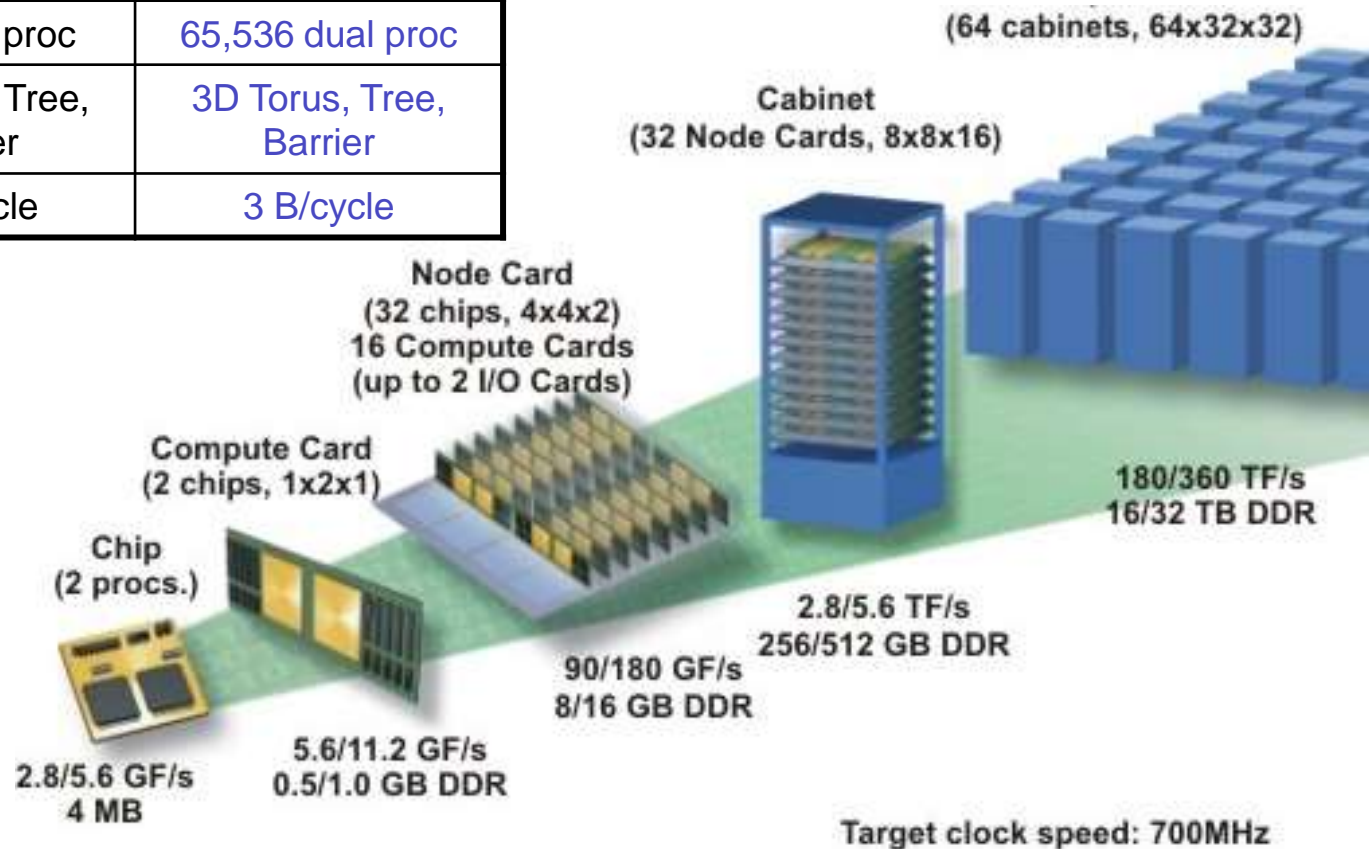 proc 65,536 dual proc
Tree, 3D Torus, Tree,
Barrier
3 B/cycle
(64 cabinets, 64x32x32)
Cabinet
(32 Node Cards, 8x8x16)
Node Card
(32 chips, 4x4x2)
16 Compute Cards
(up to 2 I/O Cards)
Compute Card
(2 chips, 1x2x1)
Chip
(2 procs.)
180/360 TF/s
16/32 TB DDR
2.8/5.6 TF/s
256/512 GB DDR
90/180 GF/s
8/16 GB DDR
5.6/11.2 GF/s
0.5/1.0 GB DDR
2.8/5.6 GF/s
4 MB
Target clock speed: 700MHz